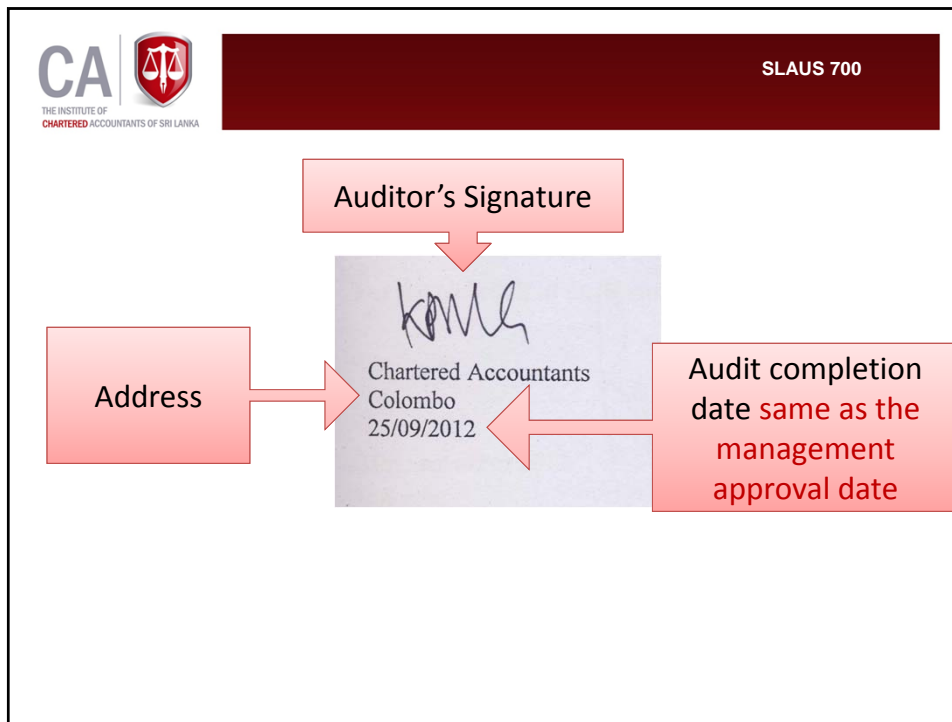 CA
THE INSTITUTE OF
CHARTERED ACCOUNTANTS OF SRI LANKA
SLAUS 700
Auditor’s Signature
Address
Chartered Accountants
Colombo
25/09/2012
Audit completion
date same as the
management
approval date